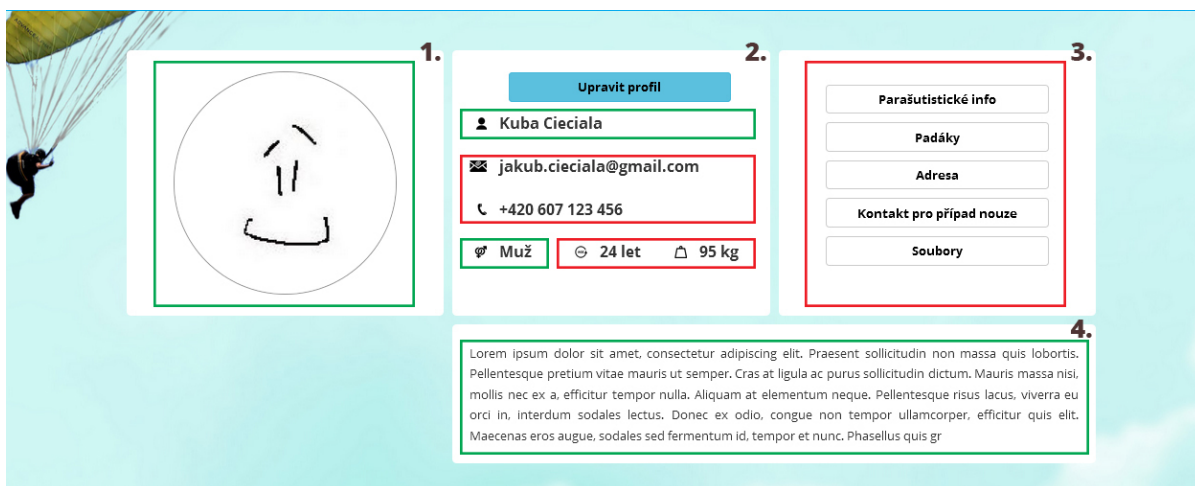 1.
2.
Upravit profil
Kuba Cieciala
jakub.cieciala@gmail.com
+420 607 123 456
Muž 24 let 95 kg
3.
Parašutistické info
Padáky
Adresa
Kontakt pro případ nouze
Soubory
4.
Lorem ipsum dolor sit amet, consectetur adipiscing elit. Praesent sollicitudin non massa quis lobortis.
Pellentesque pretium vitae mauris ut semper. Cras at ligula ac purus sollicitudin dictum. Mauris massa nisi,
mollis nec ex a, efficitur tempor nulla. Aliquam at elementum neque. Pellentesque risus lacus, viverra eu
orci in, interdum sodales lectus. Donec ex odio, congue non tempor ullamcorper, efficitur quis elit.
Maecenas eros augue, sodales sed fermentum id, tempor et nunc. Phasellus quis gr